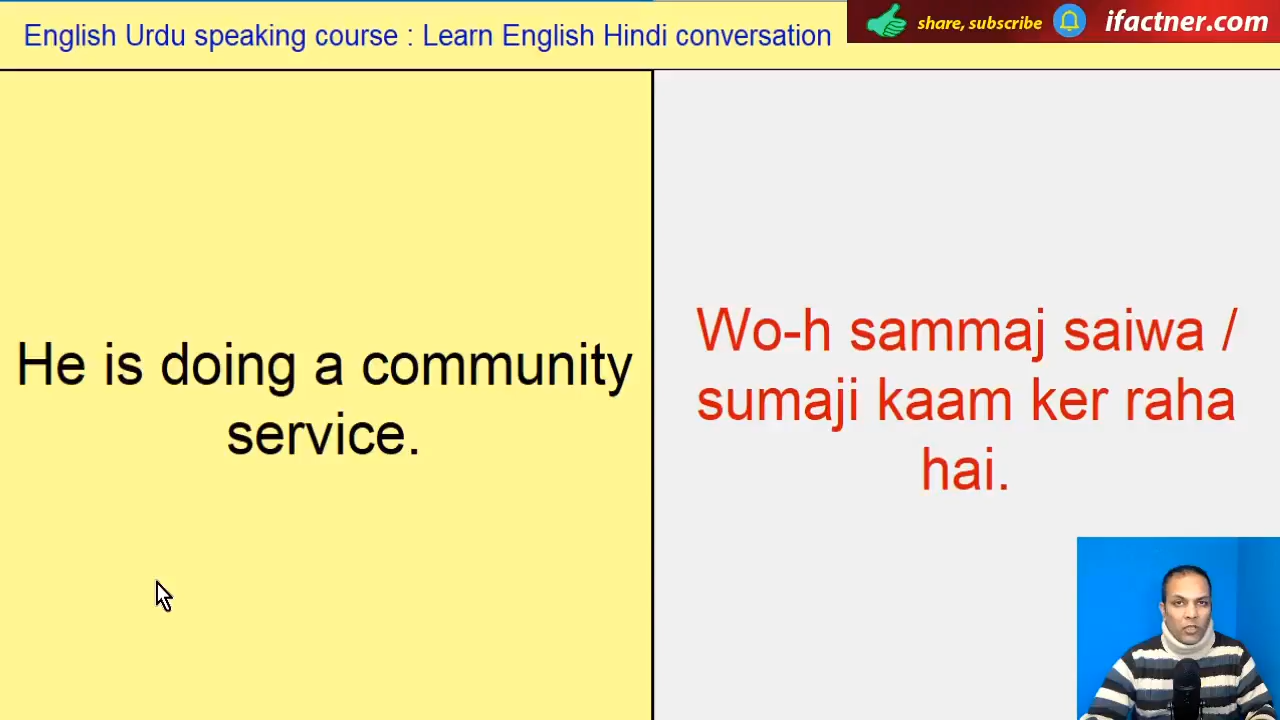 English Urdu speaking course : Learn English Hindi conversation
share, subscribe
ifactner.com
He is doing a community
service.
Wo-h sammaj saiwa /
sumaji kaam ker raha
hai.